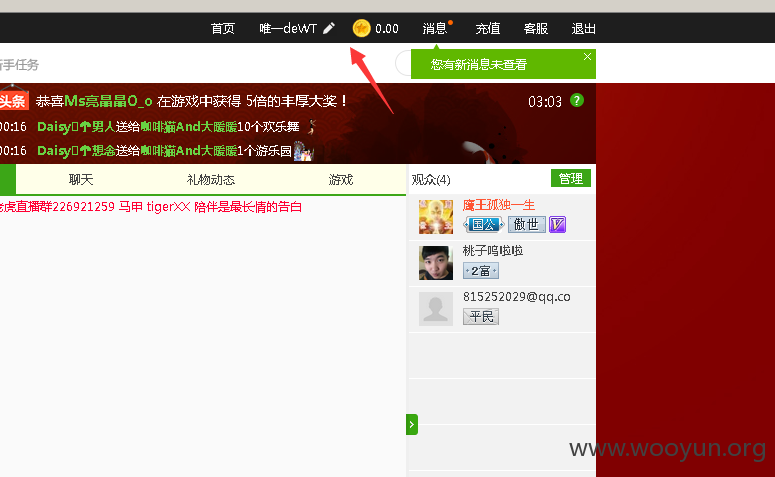 首页 唯一deWT 0.00 消息 充值 客服 退出
新手任务
您有新消息未查看
头条 恭喜Ms亮晶晶O_o 在游戏中获得 5倍的丰厚大奖！ 03:03
00:16 Daisy 男人送给咖啡猫And大暖暖10个欢乐舞
00:16 Daisy 想念送给咖啡猫And大暖暖1个游乐园
聊天 礼物动态 游戏 观众(4) 管理
老虎直播群226921259 马甲 tigerXX 陪伴是最长情的告白
魔王孤独一生
国公 傲世 V
桃子呜啦啦
2富
815252029@qq.co
平民
www.wooyun.org